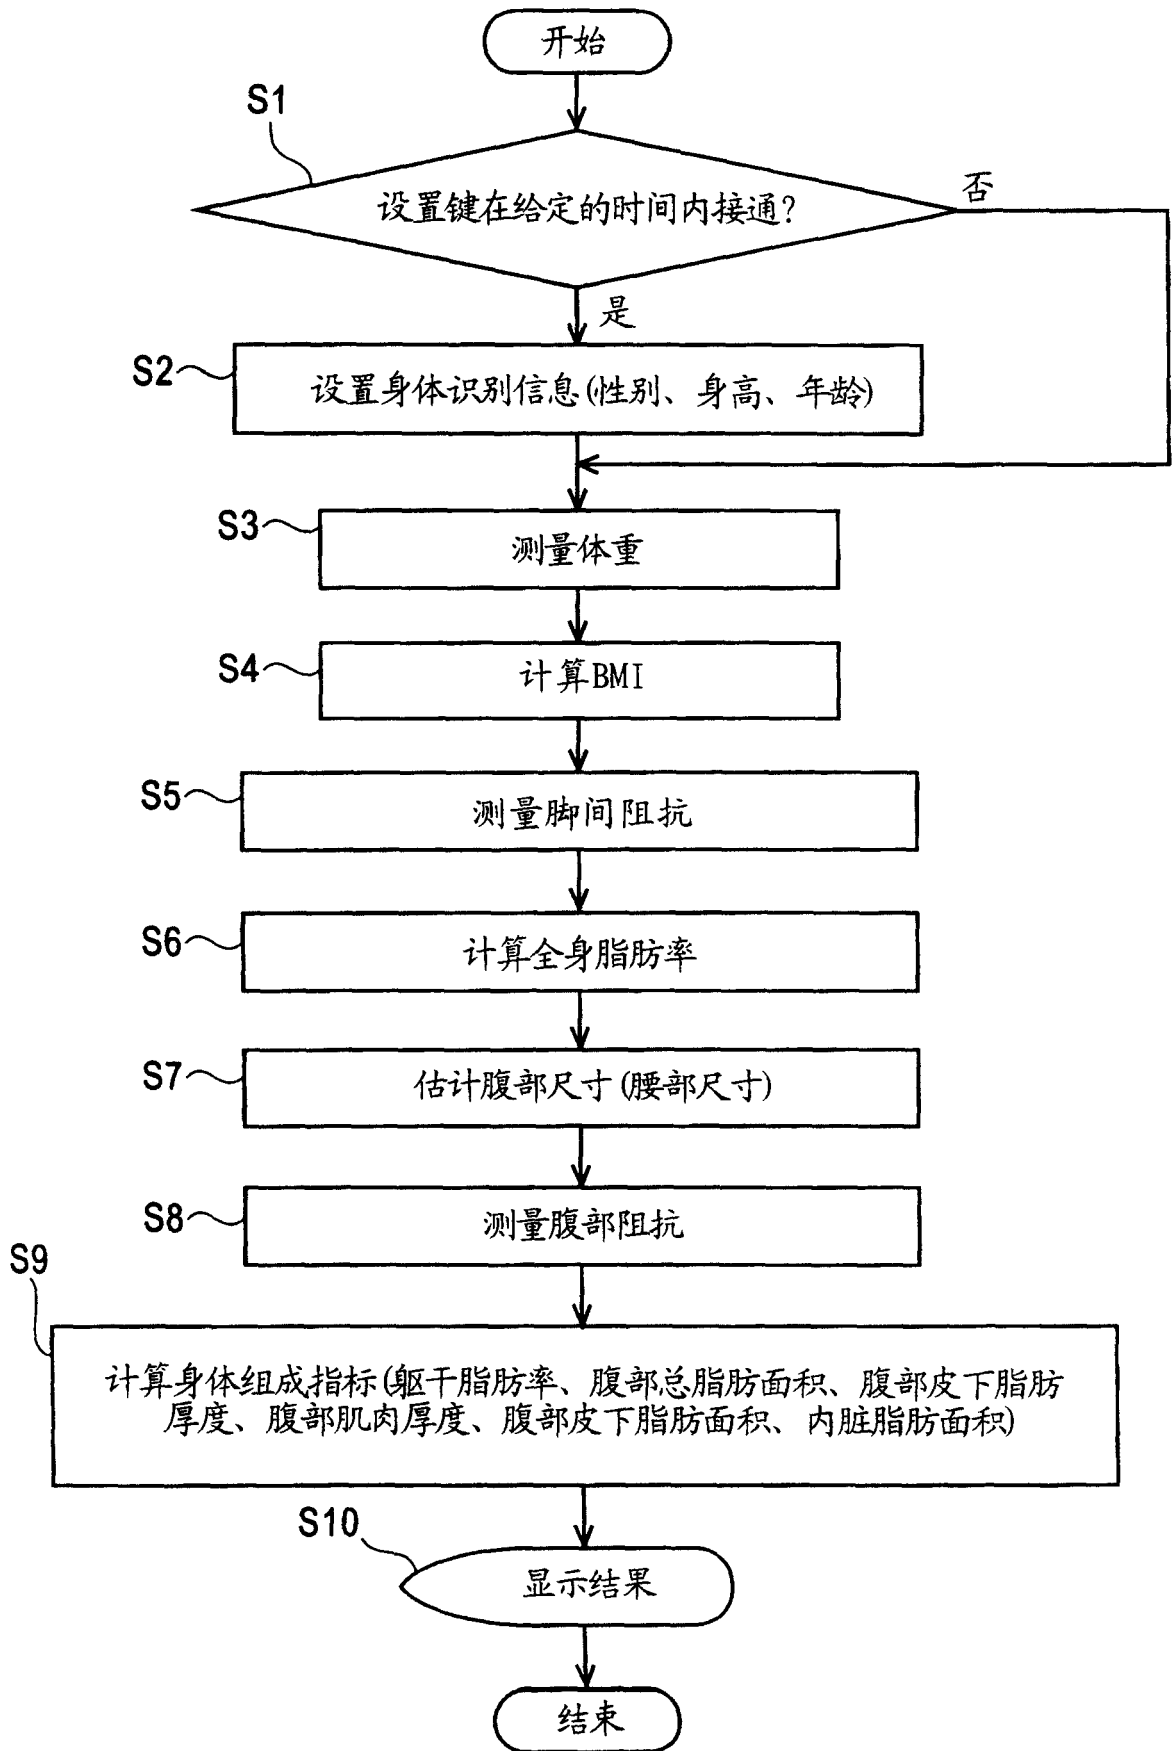 开始
S1
设置键在给定的时间内接通?
否
是
S2
设置身体识别信息(性别、身高、年龄)
S3
测量体重
S4
计算BMI
S5
测量脚间阻抗
S6
计算全身脂肪率
S7
估计腹部尺寸(腰部尺寸)
S8
测量腹部阻抗
S9
计算身体组成指标(躯干脂肪率、腹部总脂肪面积、腹部皮下脂肪
厚度、腹部肌肉厚度、腹部皮下脂肪面积、内脏脂肪面积)
S10
显示结果
结束